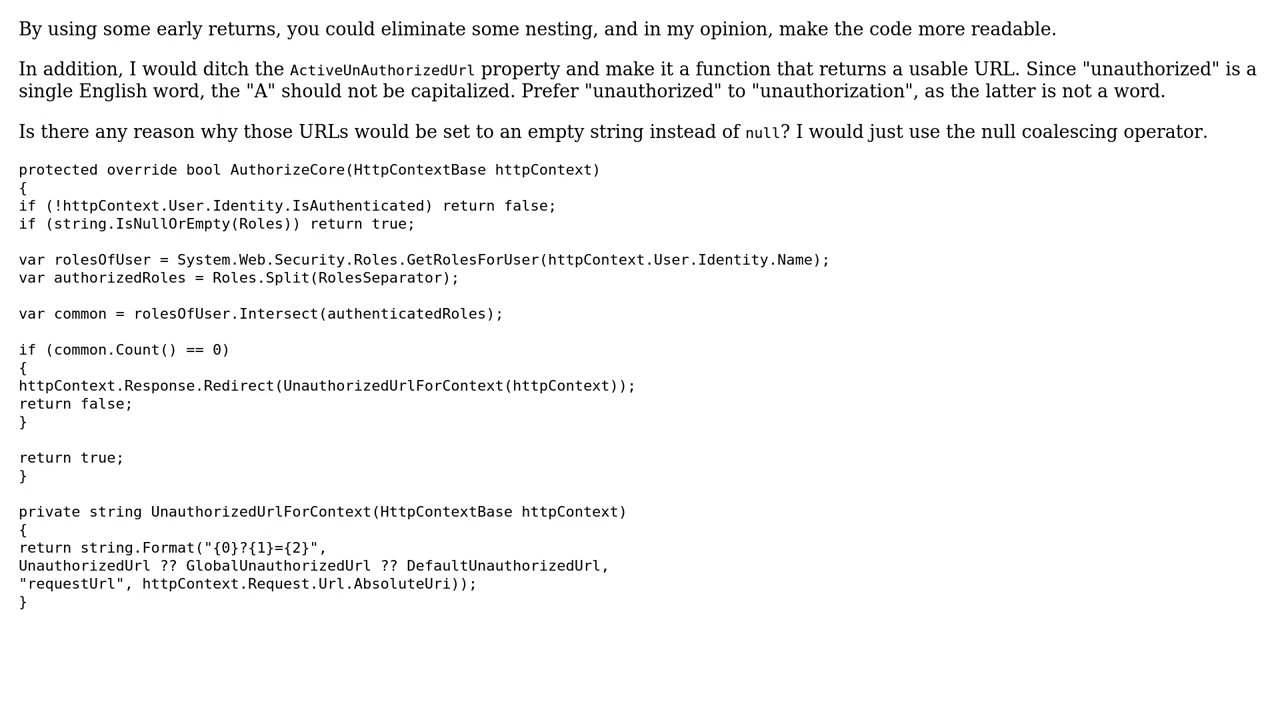 By using some early returns, you could eliminate some nesting, and in my opinion, make the code more readable.
In addition, I would ditch the ActiveUnAuthorizedUrl property and make it a function that returns a usable URL. Since "unauthorized" is a
single English word, the "A" should not be capitalized. Prefer "unauthorized" to "unauthorization", as the latter is not a word.
Is there any reason why those URLs would be set to an empty string instead of null? I would just use the null coalescing operator.
protected override bool AuthorizeCore(HttpContextBase httpContext)
{
if (!httpContext.User.Identity.IsAuthenticated) return false;
if (string.IsNullOrEmpty(Roles)) return true;
var rolesOfUser = System.Web.Security.Roles.GetRolesForUser(httpContext.User.Identity.Name);
var authorizedRoles = Roles.Split(RolesSeparator);
var common = rolesOfUser.Intersect(authenticatedRoles);
if (common.Count() == 0)
{
httpContext.Response.Redirect(UnauthorizedUrlForContext(httpContext));
return false;
}
return true;
}
private string UnauthorizedUrlForContext(HttpContextBase httpContext)
{
return string.Format("{0}?{1}={2}",
UnauthorizedUrl ?? GlobalUnauthorizedUrl ?? DefaultUnauthorizedUrl,
"requestUrl", httpContext.Request.Url.AbsoluteUri));
}